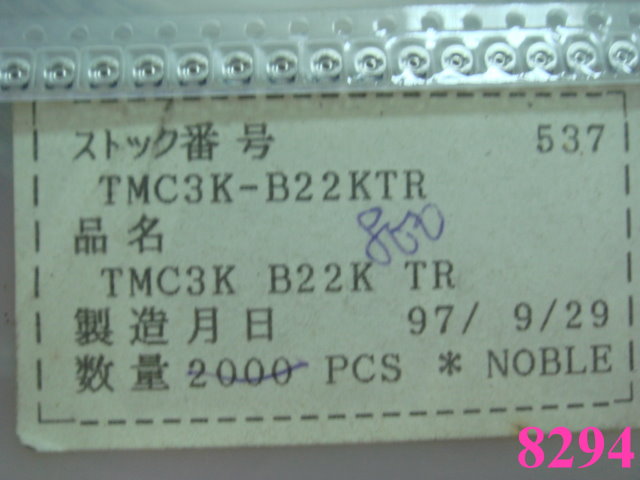 ストック番号 537
TMC3K-B22KTR
品名 800
TMC3K B22K TR
製造月日 97/ 9/29
数量 2000 PCS * NOBLE
8294